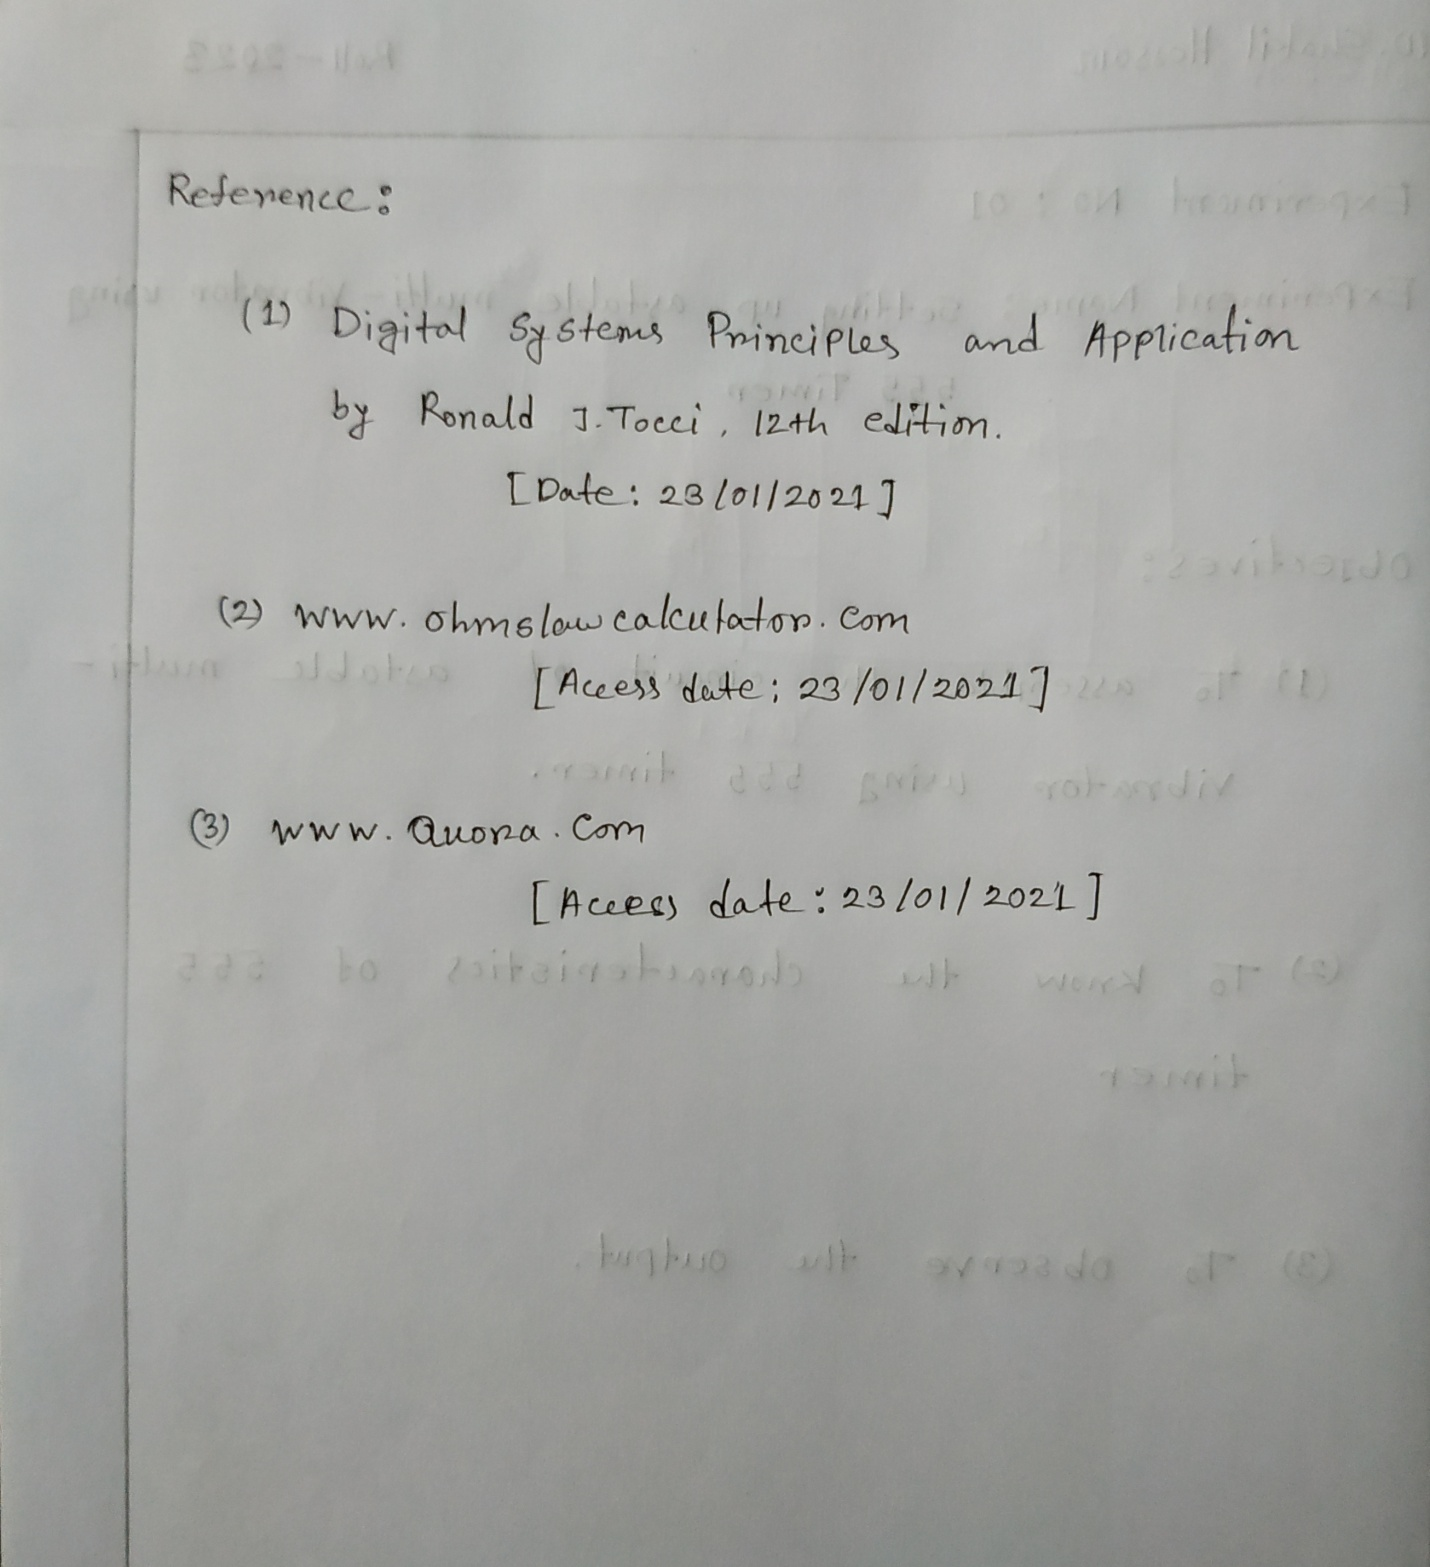 Reference:
(1) Digital Systems Principles and Application
by Ronald J. Tocci, 12th edition.
[Date: 23/01/2021]
(2) www.ohmslawcalculator.com
[Access date: 23/01/2021]
(3) www.Quora.com
[Access date: 23/01/2021]